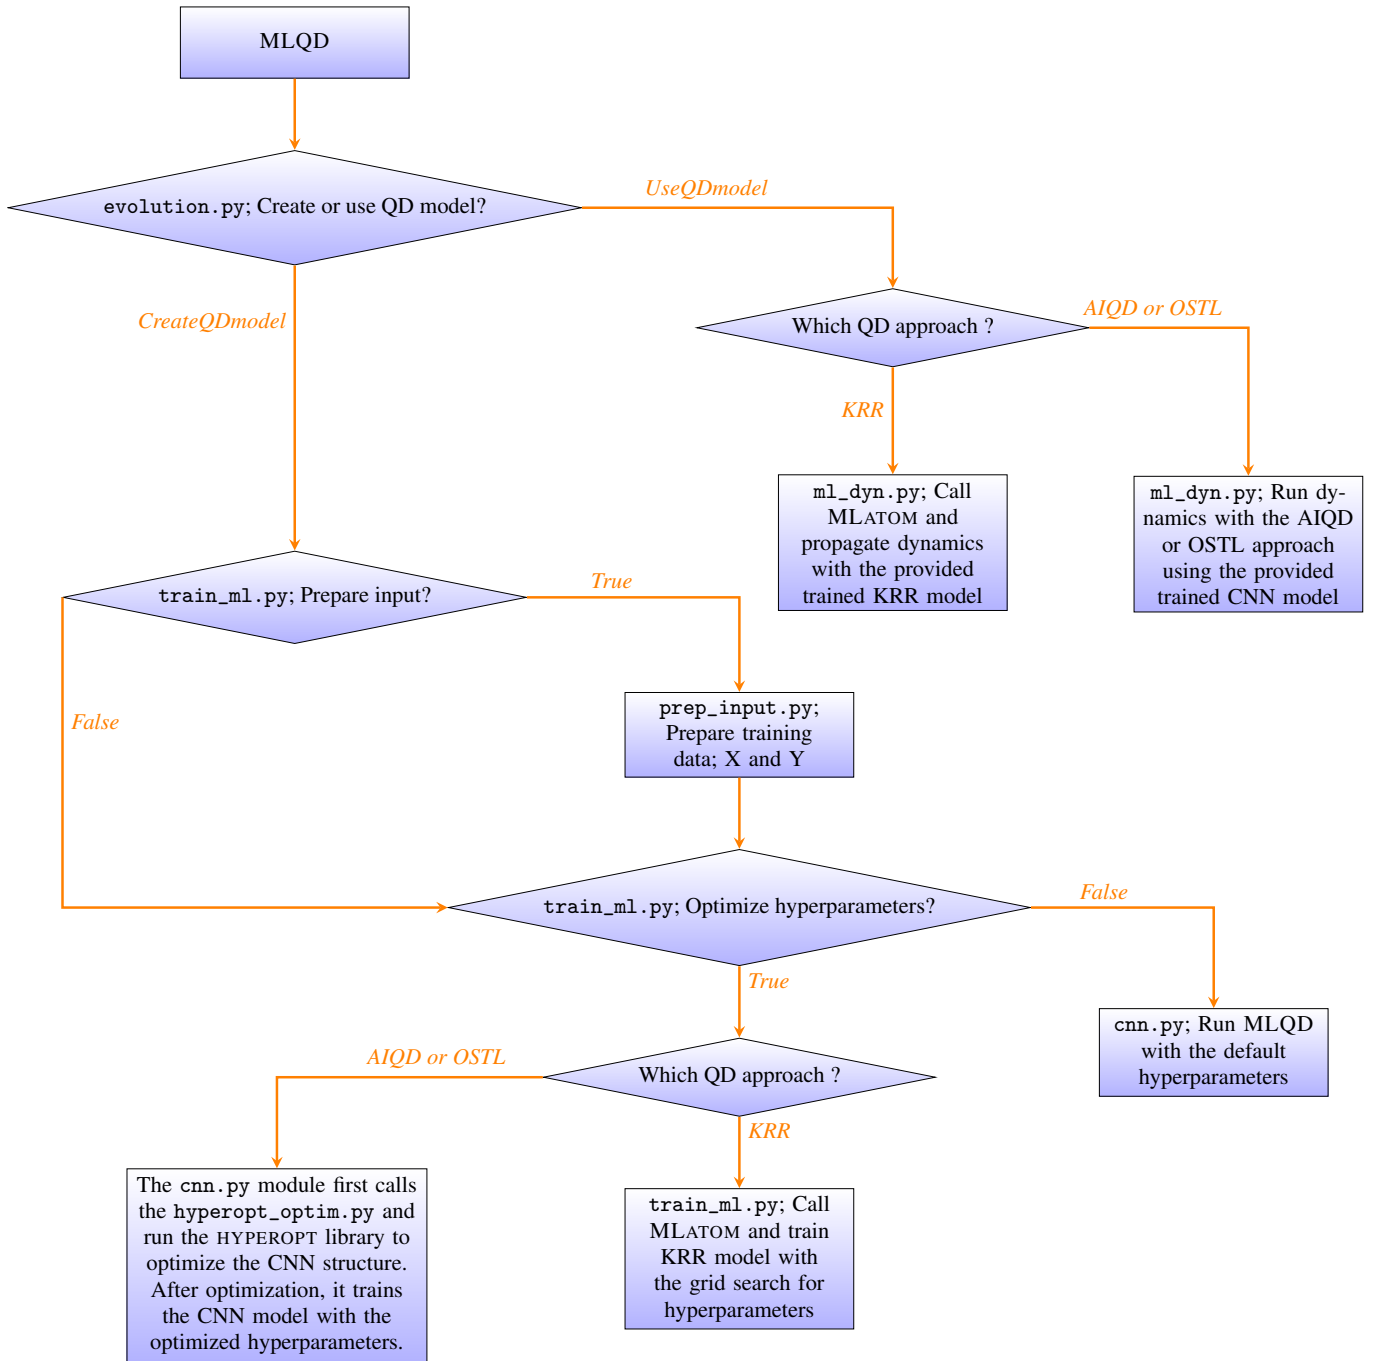 MLQD
evolution.py; Create or use QD model?
UseQDmodel
CreateQDmodel
Which QD approach ?
AIQD or OSTL
KRR
ml_dyn.py; Call
MLATOM and
propagate dynamics
with the provided
trained KRR model
ml_dyn.py; Run dy-
namics with the AIQD
or OSTL approach
using the provided
trained CNN model
train_ml.py; Prepare input?
True
False
prep_input.py;
Prepare training
data; X and Y
train_ml.py; Optimize hyperparameters?
False
True
cnn.py; Run MLQD
with the default
hyperparameters
Which QD approach ?
AIQD or OSTL
KRR
The cnn.py module first calls
the hyperopt_optim.py and
run the HYPEROPT library to
optimize the CNN structure.
After optimization, it trains
the CNN model with the
optimized hyperparameters.
train_ml.py; Call
MLATOM and train
KRR model with
the grid search for
hyperparameters